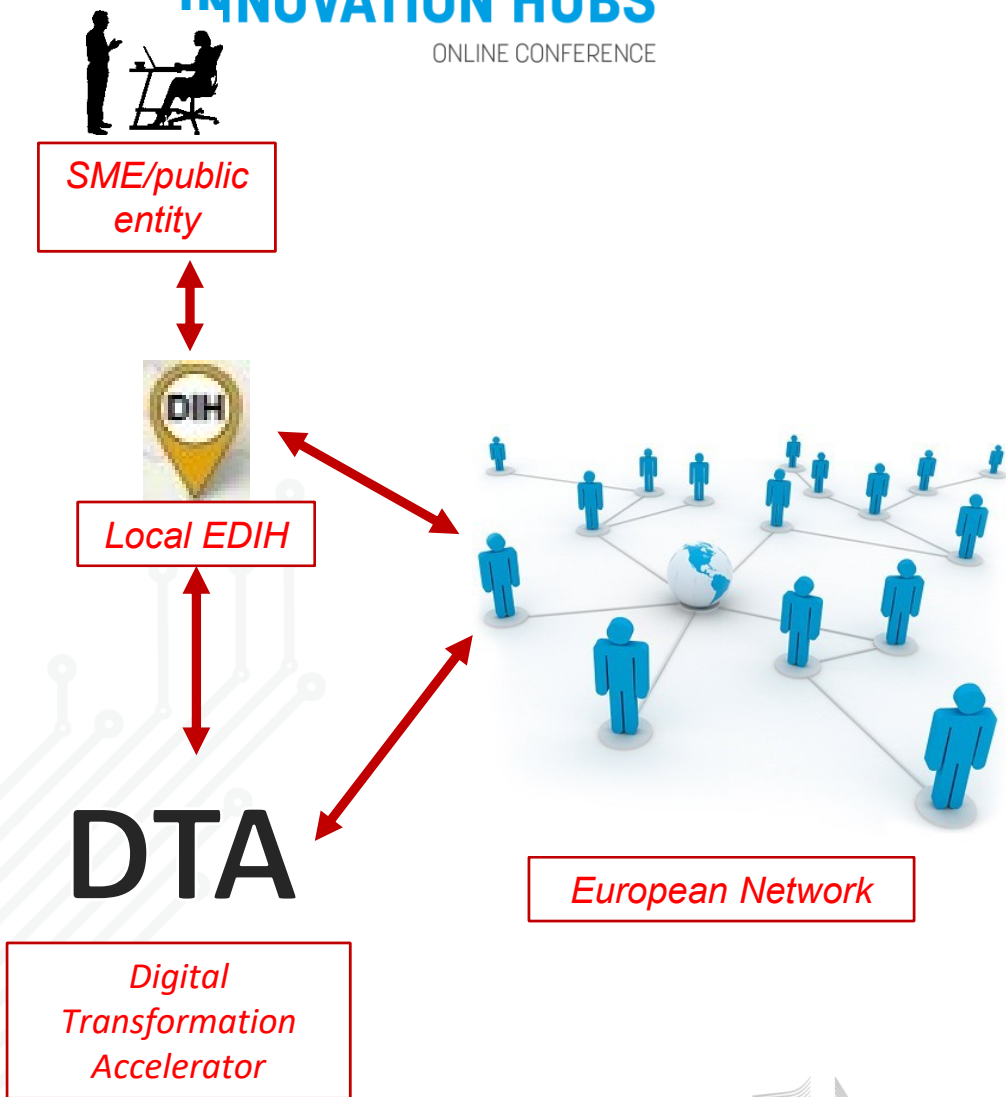 INNOVATION HUBS
ONLINE CONFERENCE
SME/public
entity
DIH
Local EDIH
DTA
European Network
Digital
Transformation
Accelerator